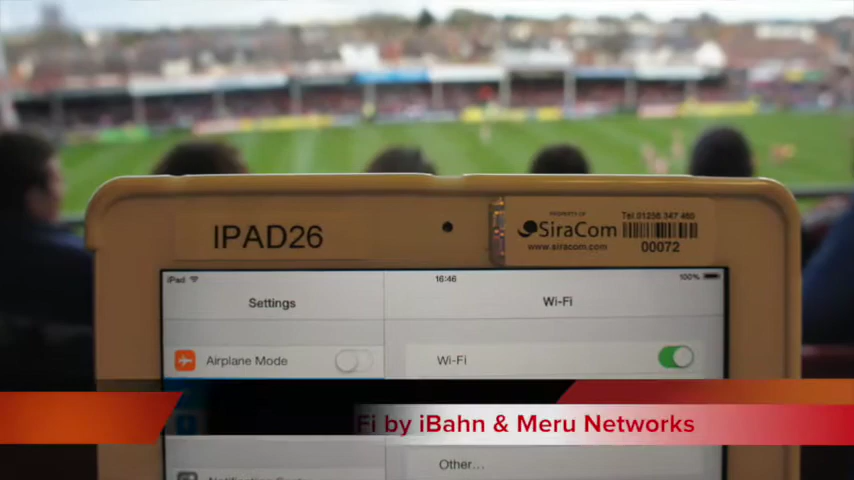 IPAD26
PROPERTY OF
SiraCom
www.siracom.com
Tel.01256 347 460
00072
iPad
16:46
100%
Settings
Wi-Fi
Airplane Mode
Wi-Fi
Fi by iBahn & Meru Networks
Other...